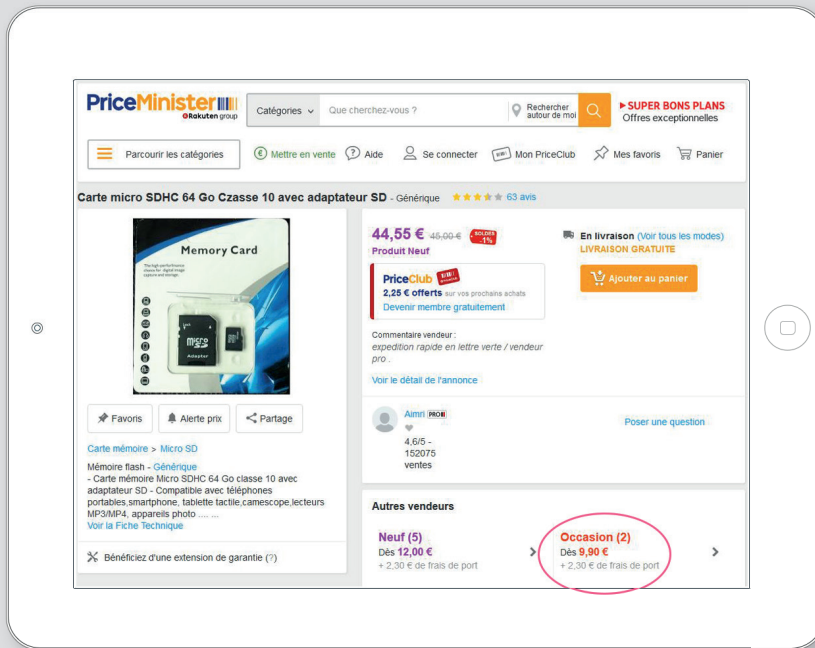 PriceMinister
Rakuten group
Catégories
Que cherchez-vous ?
Rechercher
autour de moi
SUPER BONS PLANS
Offres exceptionnelles
Parcourir les catégories
Mettre en vente
Aide
Se connecter
Mon PriceClub
Mes favoris
Panier
Carte micro SDHC 64 Go Czasse 10 avec adaptateur SD - Générique 63 avis
Memory Card
micro
Adapter
Favoris
Alerte prix
Partage
Carte mémoire > Micro SD
Mémoire flash - Générique
- Carte mémoire Micro SDHC 64 Go classe 10 avec
adaptateur SD - Compatible avec téléphones
portables,smartphone, tablette tactile,camescope,lecteurs
MP3/MP4, appareils photo .... ...
Voir la Fiche Technique
Bénéficiez d'une extension de garantie (?)
44,55 € 45,00 € SOLDES
-1%
Produit Neuf
PriceClub
2,25 € offerts sur vos prochains achats
Devenir membre gratuitement
Commentaire vendeur :
expedition rapide en lettre verte / vendeur
pro .
Voir le détail de l'annonce
En livraison (Voir tous les modes)
LIVRAISON GRATUITE
Ajouter au panier
Aimri PRO
4,6/5 -
152075
ventes
Poser une question
Autres vendeurs
Neuf (5)
Dès 12,00 €
+ 2,30 € de frais de port
Occasion (2)
Dès 9,90 €
+ 2,30 € de frais de port